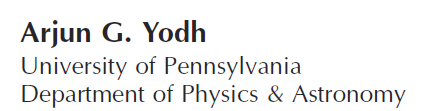 Arjun G. Yodh
University of Pennsylvania
Department of Physics & Astronomy